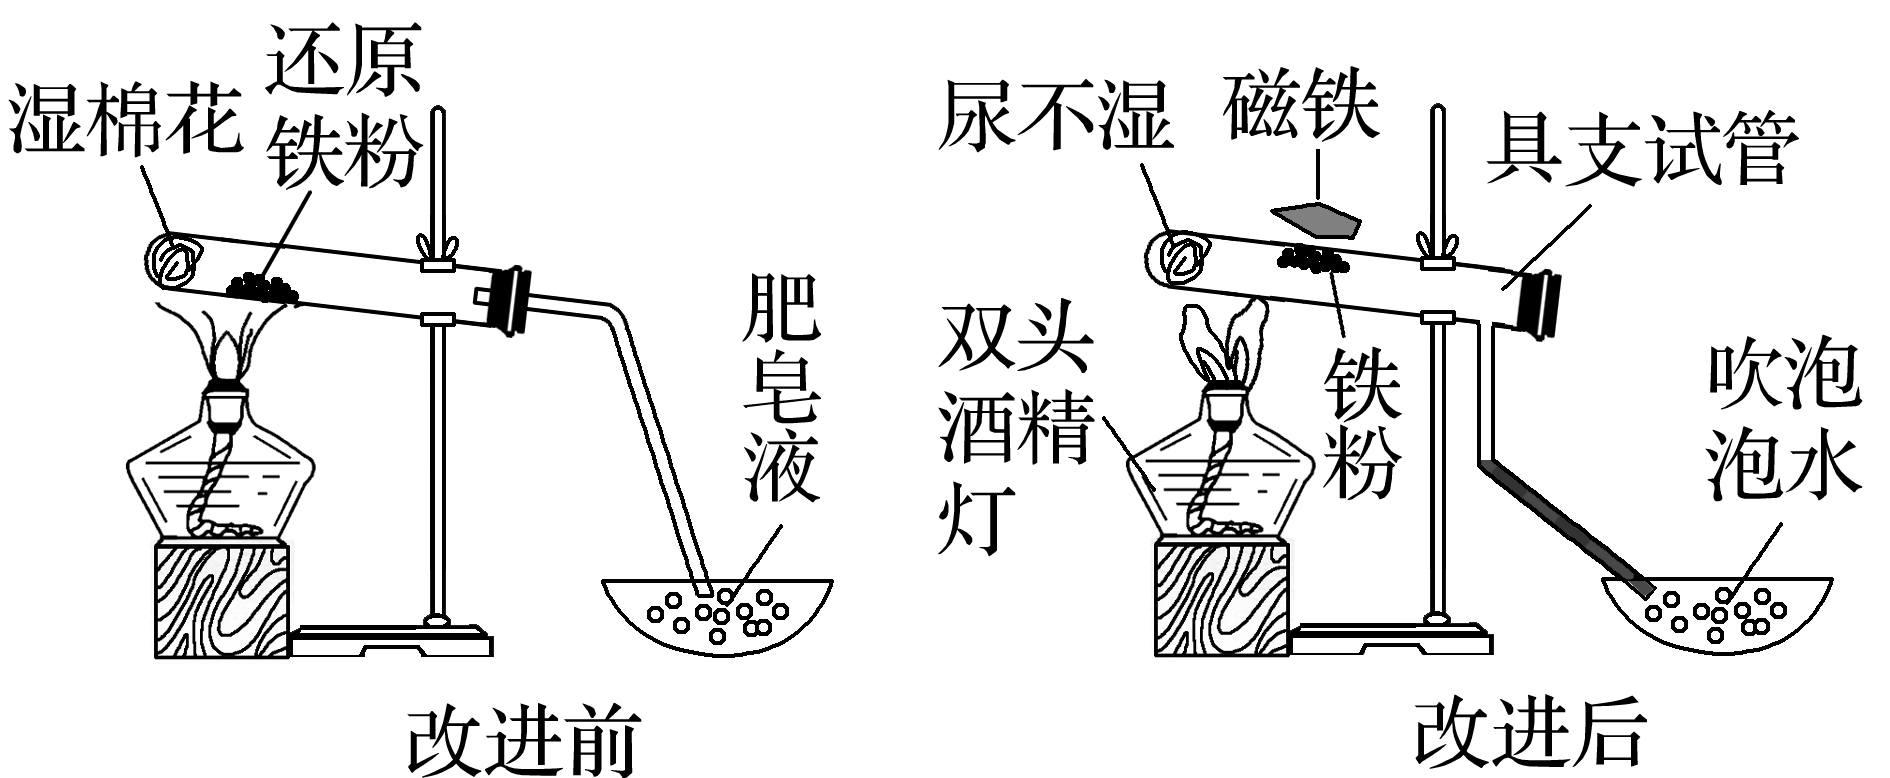 湿棉花
还原
铁粉
肥
皂
液
改进前
尿不湿
磁铁
具支试管
双头
酒精
灯
铁
粉
吹泡
泡水
改进后